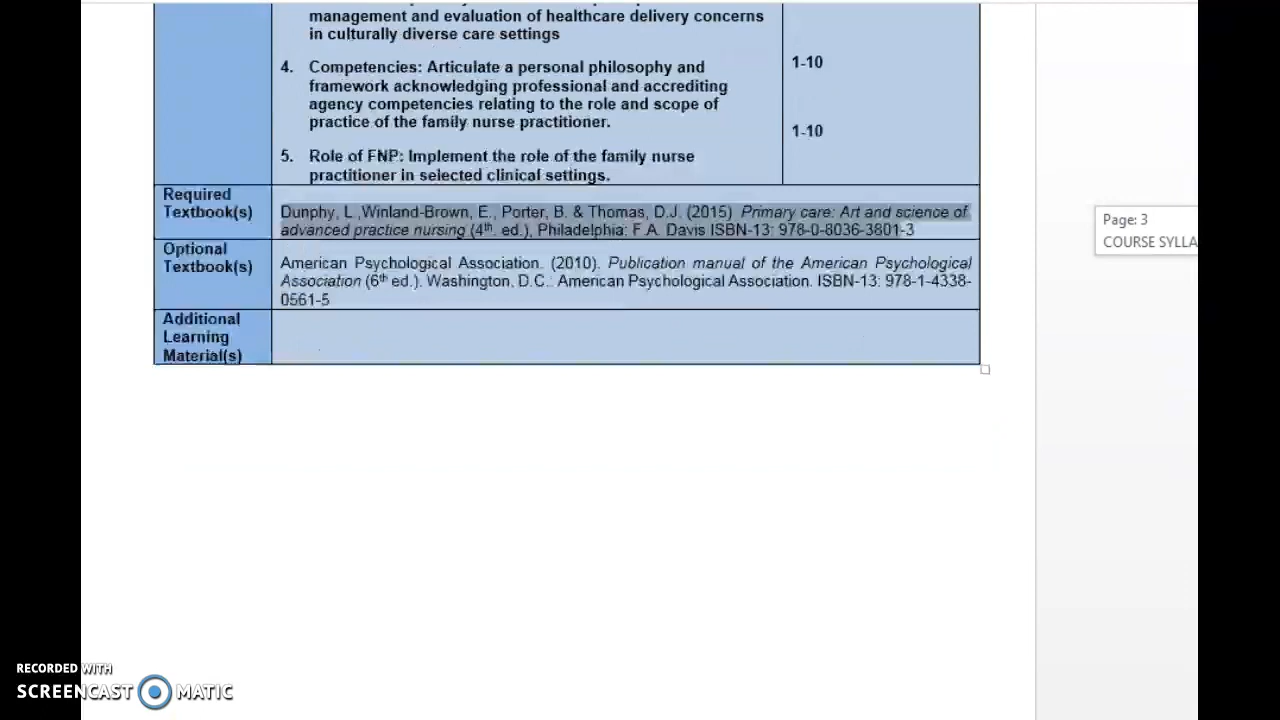 management and evaluation of healthcare delivery concerns
in culturally diverse care settings
4. Competencies: Articulate a personal philosophy and
framework acknowledging professional and accrediting
agency competencies relating to the role and scope of
practice of the family nurse practitioner.
1-10
1-10
5. Role of FNP: Implement the role of the family nurse
practitioner in selected clinical settings.
Required
Textbook(s)
Dunphy, L.,Winland-Brown, E., Porter, B. & Thomas, D.J. (2015) Primary care: Art and science of
advanced practice nursing (4th. ed.), Philadelphia: F.A. Davis ISBN-13: 978-0-8036-3801-3
Optional
Textbook(s)
American Psychological Association. (2010). Publication manual of the American Psychological
Association (6th ed.). Washington, D.C.: American Psychological Association. ISBN-13: 978-1-4338-
0561-5
Additional
Learning
Material(s)
Page: 3
COURSE SYLLA
RECORDED WITH
SCREENCAST MATIC